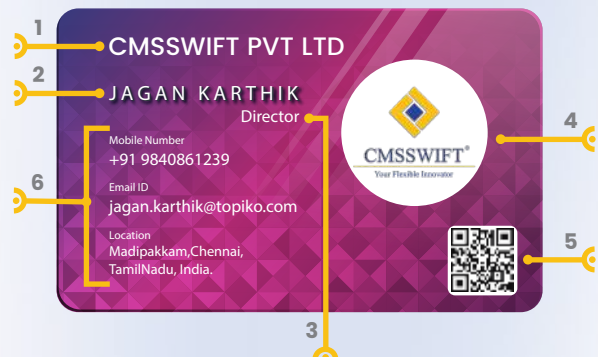 1
CMSSWIFT PVT LTD
2
JAGAN KARTHIK
Director
Mobile Number
+91 9840861239
6
Email ID
jagan.karthik@topiko.com
Location
Madipakkam,Chennai,
TamilNadu, India.
4
CMSSWIFT®
Your Flexible Innovator
5
3